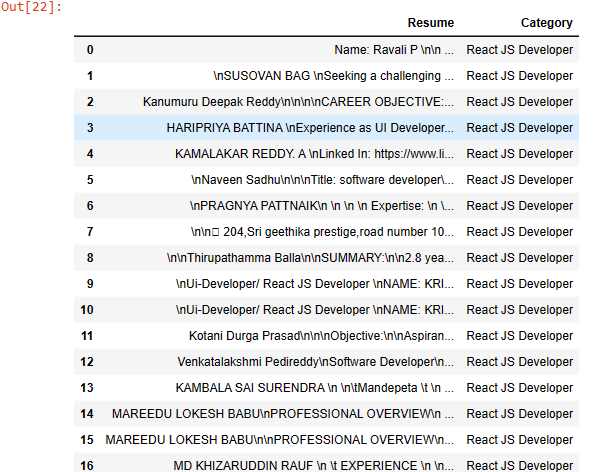 Out[22]:
Resume Category
0 Name: Ravali P \n\n ... React JS Developer
1 \nSUSOVAN BAG \nSeeking a challenging ... React JS Developer
2 Kanumuru Deepak Reddy\n\n\n\nCAREER OBJECTIVE:... React JS Developer
3 HARIPRIYA BATTINA \nExperience as UI Developer... React JS Developer
4 KAMALAKAR REDDY. A \nLinked In: https://www.li... React JS Developer
5 \nNaveen Sadhu\n\n\nTitle: software developer\... React JS Developer
6 \nPRAGNYA PATTNAIK\n \n \n \n Expertise: \n \... React JS Developer
7 \n\n 204,Sri geethika prestige,road number 10... React JS Developer
8 \n\nThirupathamma Balla\n\nSUMMARY:\n\n2.8 yea... React JS Developer
9 \nUi-Developer/ React JS Developer \nNAME: KRI... React JS Developer
10 \nUi-Developer/ React JS Developer \nNAME: KRI... React JS Developer
11 Kotani Durga Prasad\n\n\nObjective:\n\nAspiran... React JS Developer
12 Venkatalakshmi Pedireddy\nSoftware Developer\n... React JS Developer
13 KAMBALA SAI SURENDRA \n \n\tMandepeta \t \n ... React JS Developer
14 MAREEDU LOKESH BABU\nPROFESSIONAL OVERVIEW\n ... React JS Developer
15 MAREEDU LOKESH BABU\n\nPROFESSIONAL OVERVIEW\n... React JS Developer
16 MD KHIZARUDDIN RAUF \n \t EXPERIENCE \n \n... React JS Developer